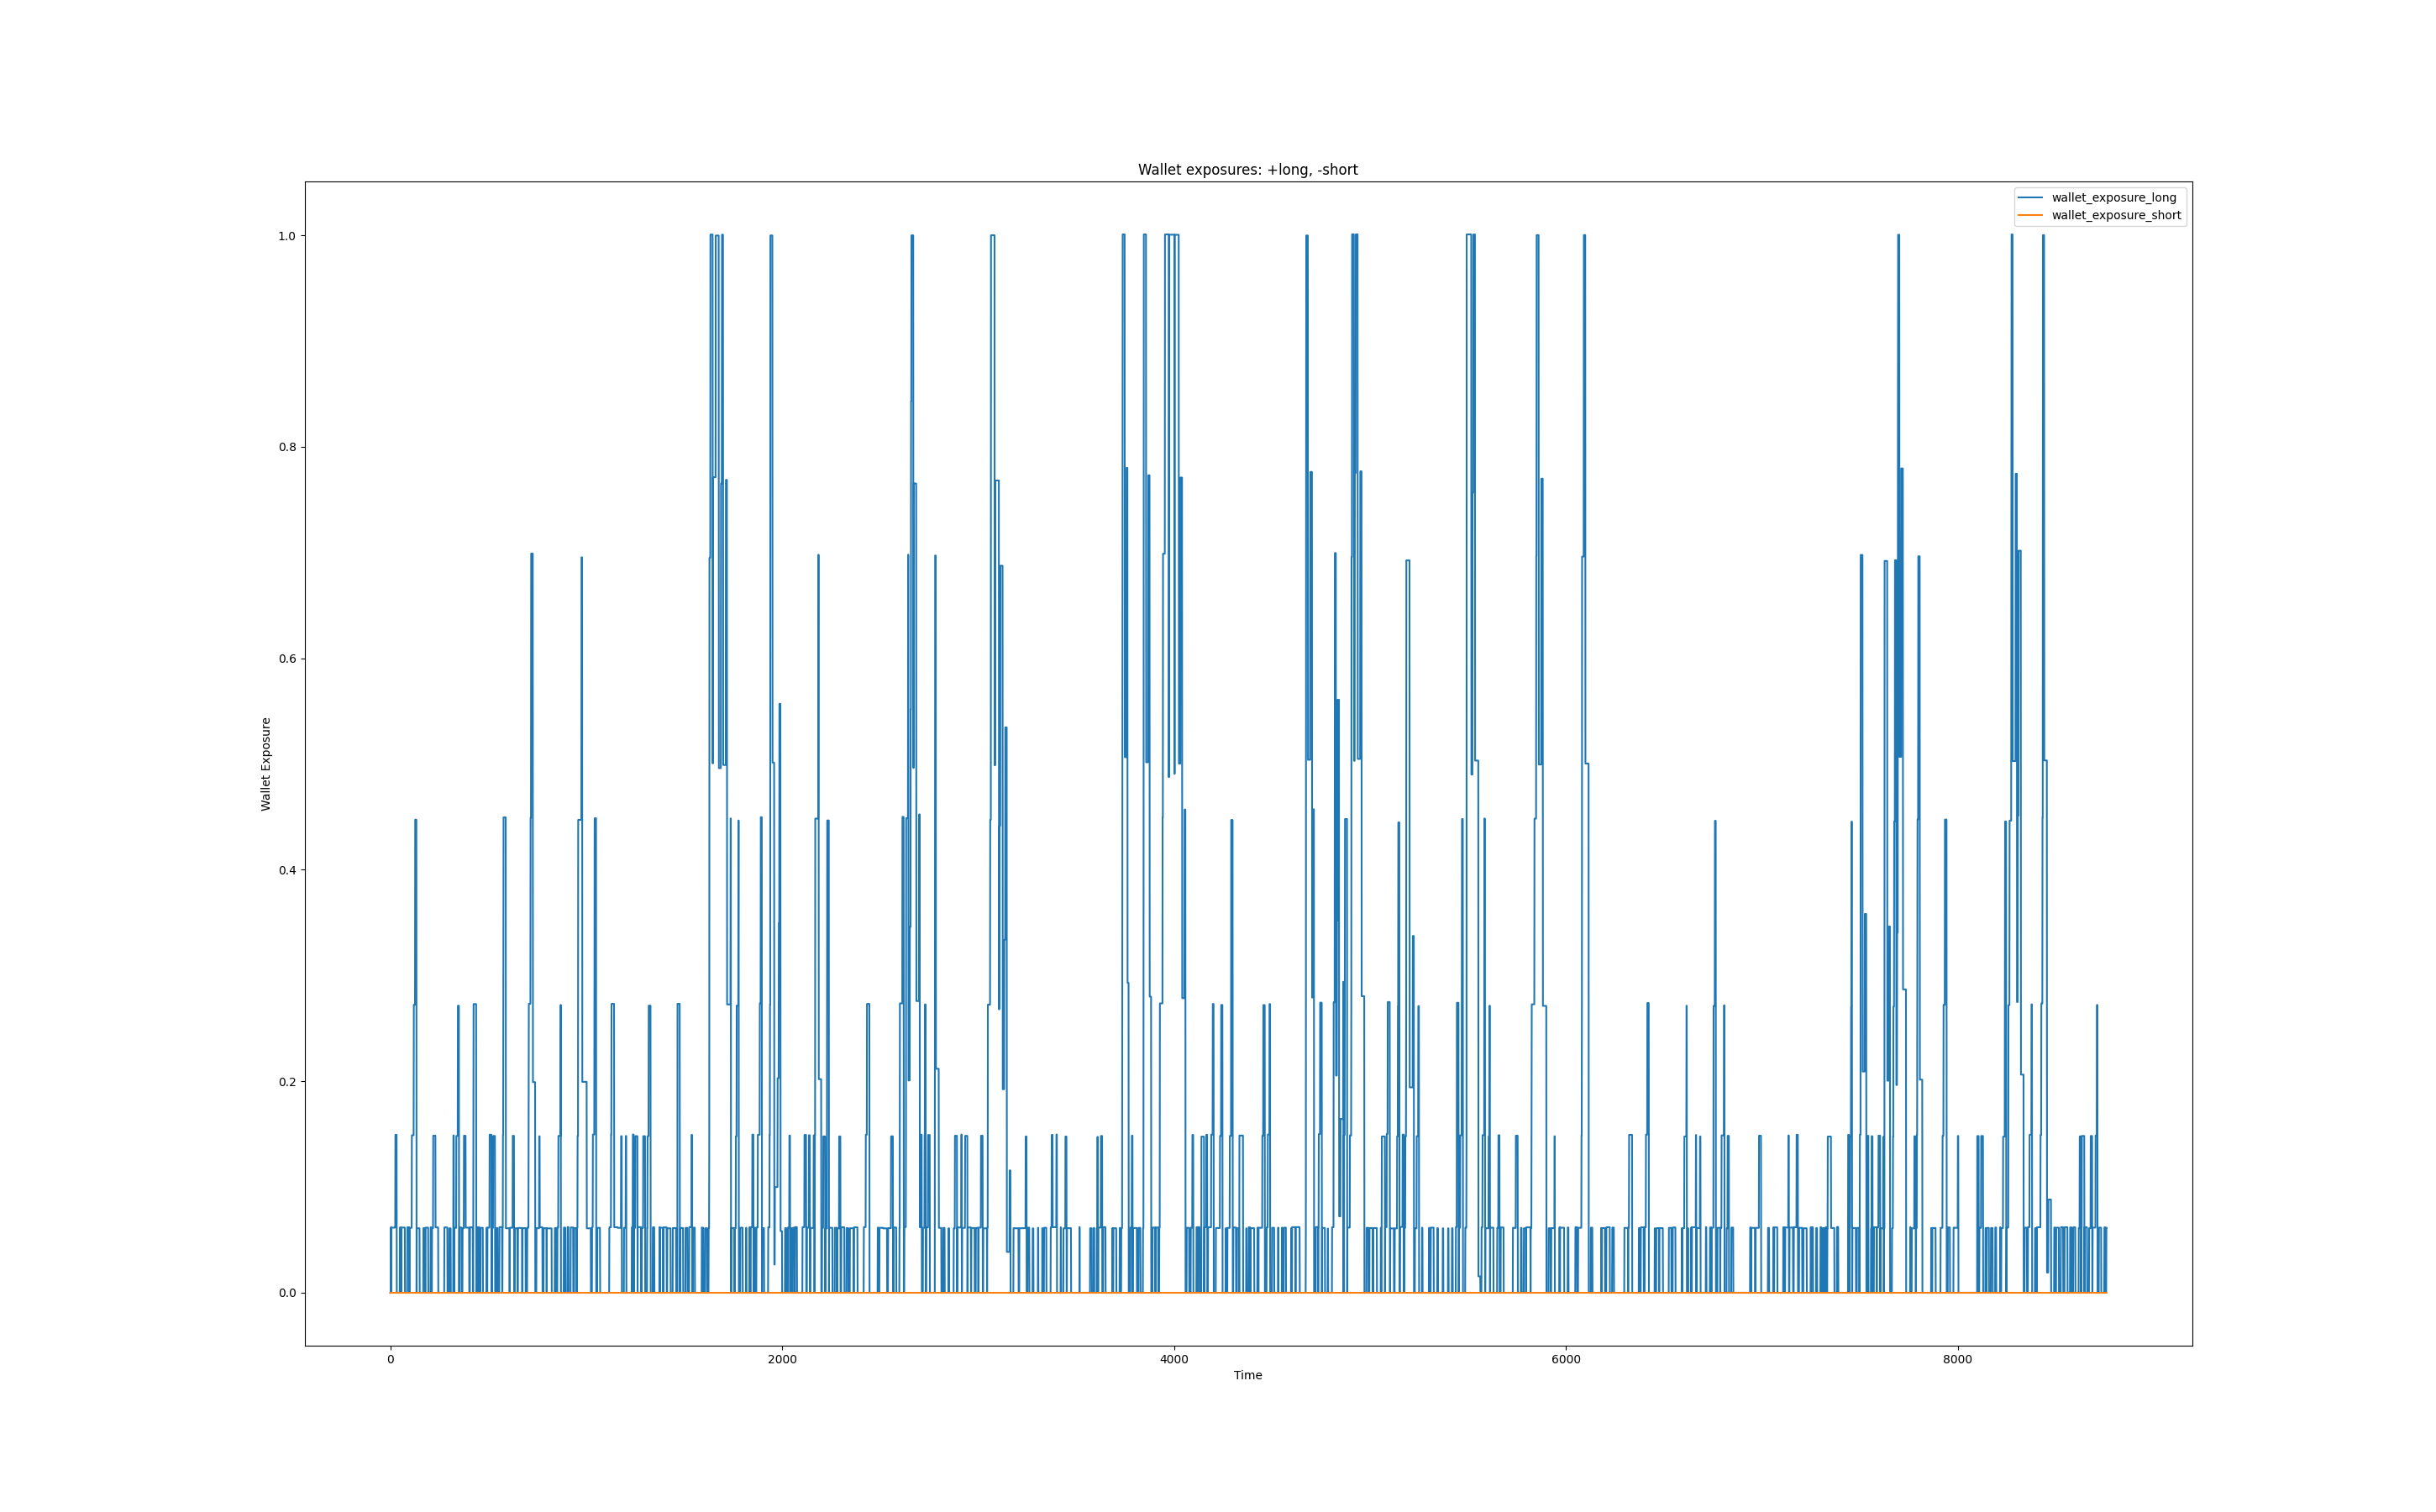 Wallet exposures: +long, -short
wallet_exposure_long
wallet_exposure_short
1.0
0.8
0.6
0.4
0.2
0.0
Wallet Exposure
0 2000 4000 6000 8000
Time